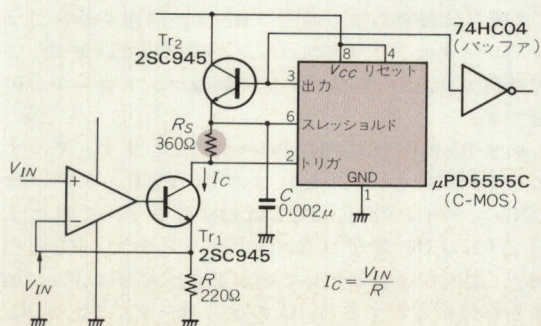 74HC04
(バッファ)
Tr2
2SC945
8
4
VCC リセット
3
出力
RS
360Ω
6
スレッショルド
2
トリガ
GND
1
μPD5555C
(C-MOS)
VIN
+
IC
C
0.002μ
Tr1
2SC945
VIN
R
220Ω
IC=VIN/R